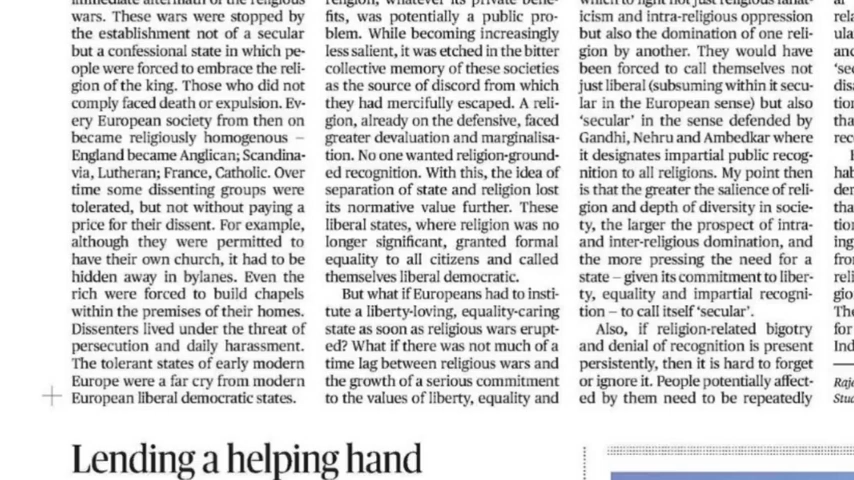 wars. These wars were stopped by
the establishment not of a secular
but a confessional state in which pe-
ople were forced to embrace the reli-
gion of the king. Those who did not
comply faced death or expulsion. Ev-
ery European society from then on
became religiously homogenous –
England became Anglican; Scandina-
via, Lutheran; France, Catholic. Over
time some dissenting groups were
tolerated, but not without paying a
price for their dissent. For example,
although they were permitted to
have their own church, it had to be
hidden away in bylanes. Even the
rich were forced to build chapels
within the premises of their homes.
Dissenters lived under the threat of
persecution and daily harassment.
The tolerant states of early modern
Europe were a far cry from modern
European liberal democratic states.
fits, was potentially a public pro-
blem. While becoming increasingly
less salient, it was etched in the bitter
collective memory of these societies
as the source of discord from which
they had mercifully escaped. A reli-
gion, already on the defensive, faced
greater devaluation and marginalisa-
tion. No one wanted religion-ground-
ed recognition. With this, the idea of
separation of state and religion lost
its normative value further. These
liberal states, where religion was no
longer significant, granted formal
equality to all citizens and called
themselves liberal democratic.
But what if Europeans had to insti-
tute a liberty-loving, equality-caring
state as soon as religious wars erupt-
ed? What if there was not much of a
time lag between religious wars and
the growth of a serious commitment
to the values of liberty, equality and
icism and intra-religious oppression
but also the domination of one reli-
gion by another. They would have
been forced to call themselves not
just liberal (subsuming within it secu-
lar in the European sense) but also
‘secular’ in the sense defended by
Gandhi, Nehru and Ambedkar where
it designates impartial public recog-
nition to all religions. My point then
is that the greater the salience of reli-
gion and depth of diversity in socie-
ty, the larger the prospect of intra-
and inter-religious domination, and
the more pressing the need for a
state – given its commitment to liber-
ty, equality and impartial recogni-
tion – to call itself ‘secular’.
Also, if religion-related bigotry
and denial of recognition is present
persistently, then it is hard to forget
or ignore it. People potentially affect-
ed by them need to be repeatedly
Lending a helping hand